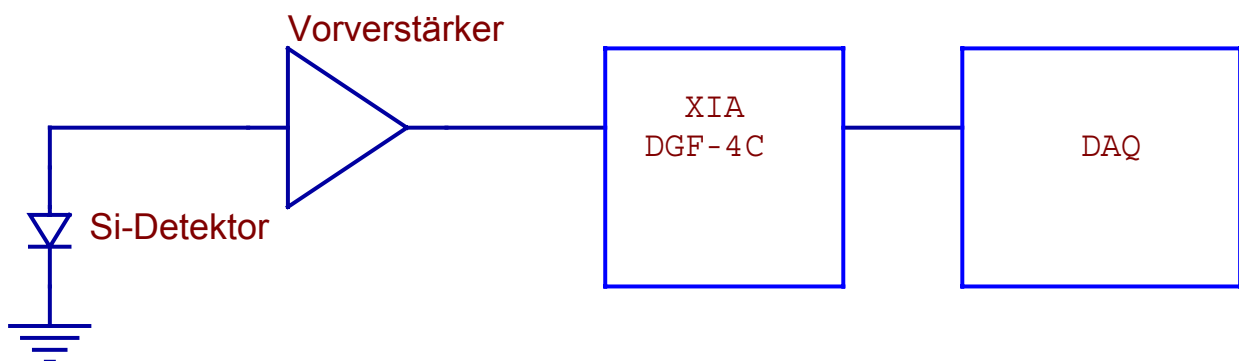 Vorverstärker
XIA
DGF-4C
DAQ
Si-Detektor